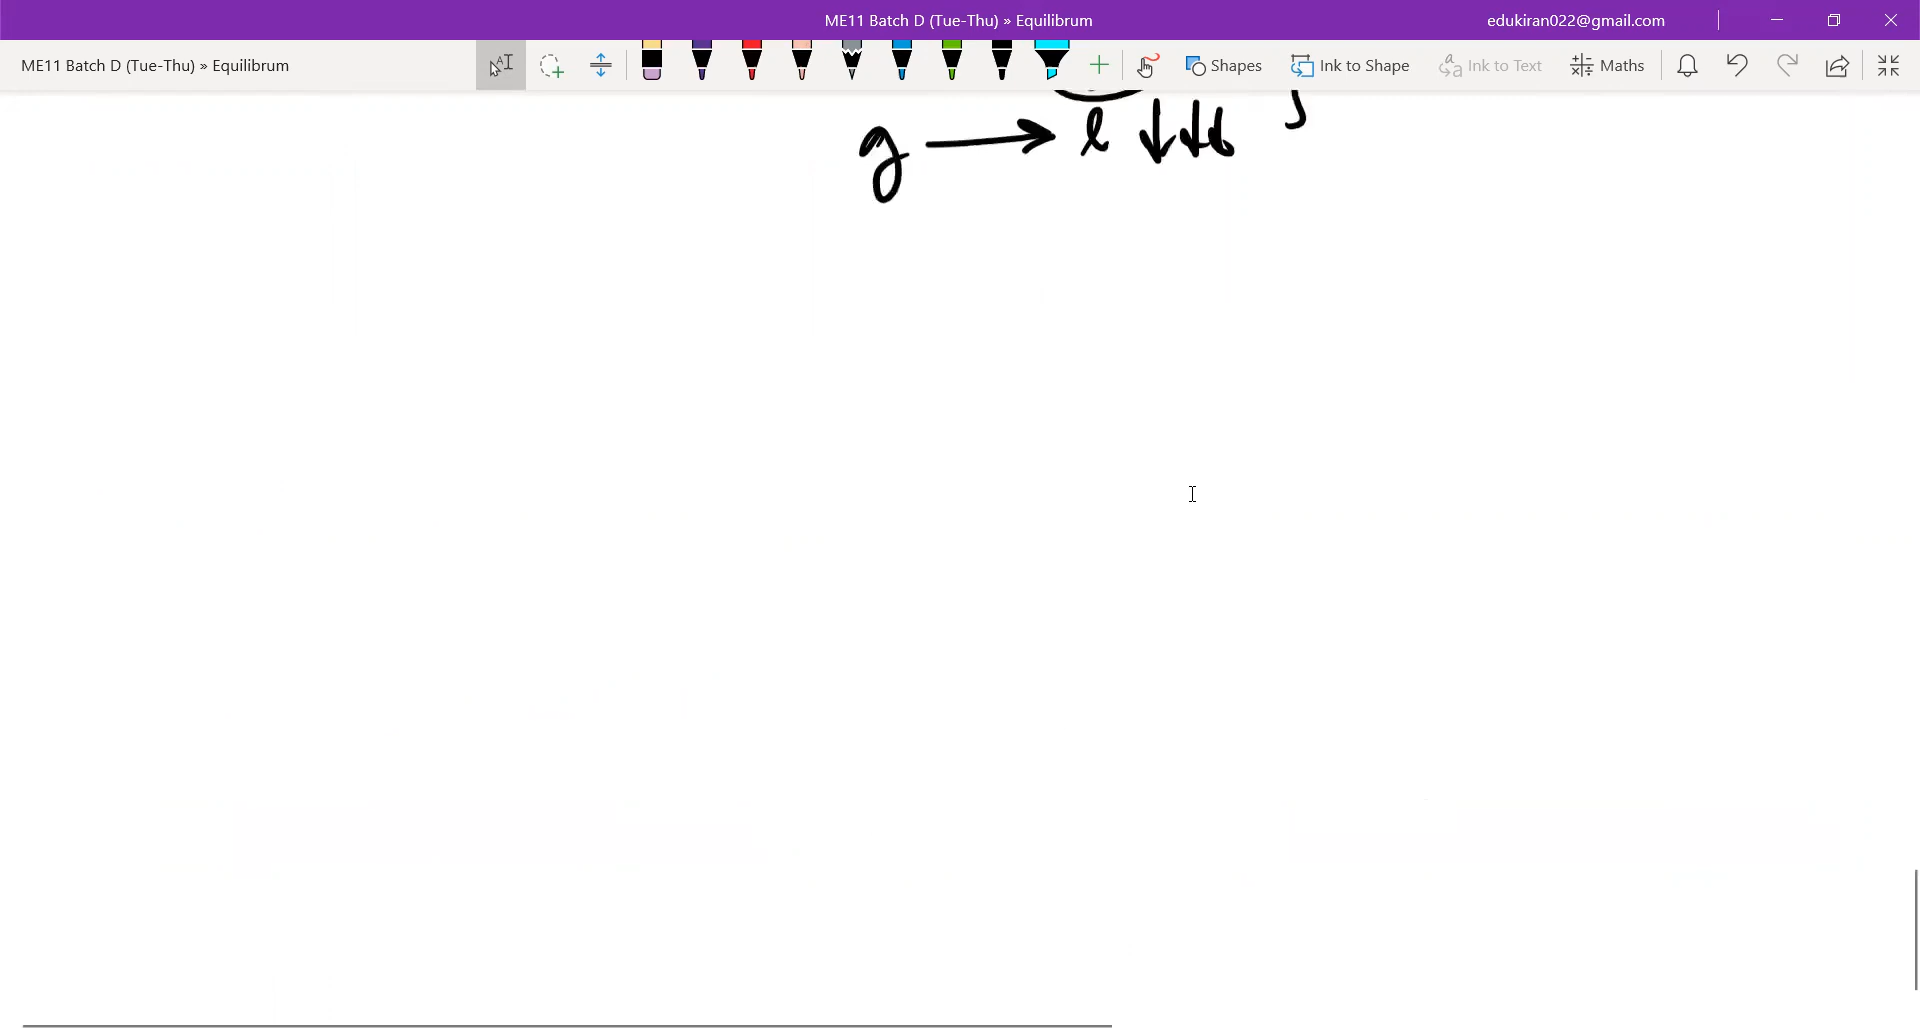 ME11 Batch D (Tue-Thu) » Equilibrum
edukiran022@gmail.com
ME11 Batch D (Tue-Thu) » Equilibrum
Shapes
Ink to Shape
Ink to Text
Maths
g → l ↓↓